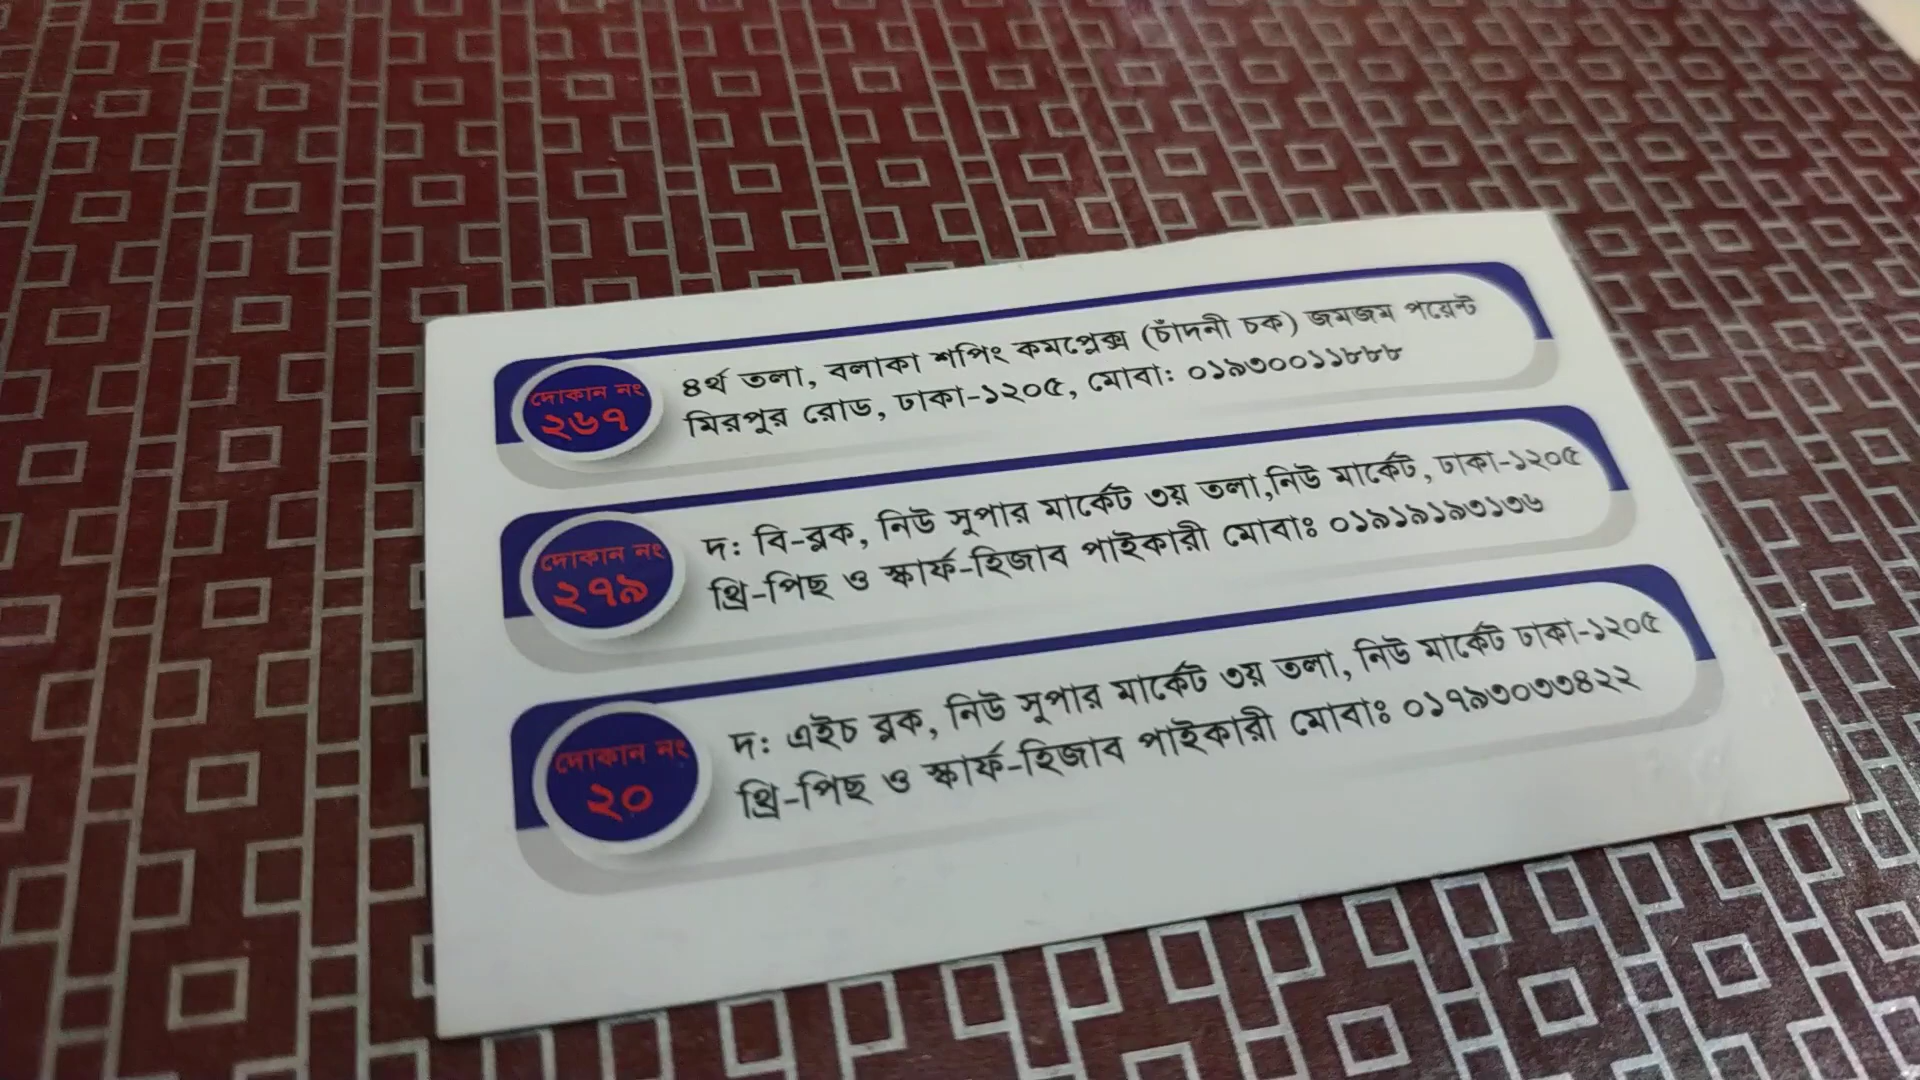 দোকান নং
২৬৭
৪র্থ তলা, বলাকা শপিং কমপ্লেক্স (চাঁদনী চক) জমজম পয়েন্ট
মিরপুর রোড, ঢাকা-১২০৫, মোবা: ০১৯৩০০১১৮৮৮
দোকান নং
২৭৯
দ: বি-ব্লক, নিউ সুপার মার্কেট ৩য় তলা,নিউ মার্কেট, ঢাকা-১২০৫
থ্রি-পিছ ও স্কার্ফ-হিজাব পাইকারী মোবাঃ ০১৯১৯১৯৩১৩৬
দোকান নং
২০
দ: এইচ ব্লক, নিউ সুপার মার্কেট ৩য় তলা, নিউ মার্কেট ঢাকা-১২০৫
থ্রি-পিছ ও স্কার্ফ-হিজাব পাইকারী মোবাঃ ০১৭৯৩০৩৩৪২২